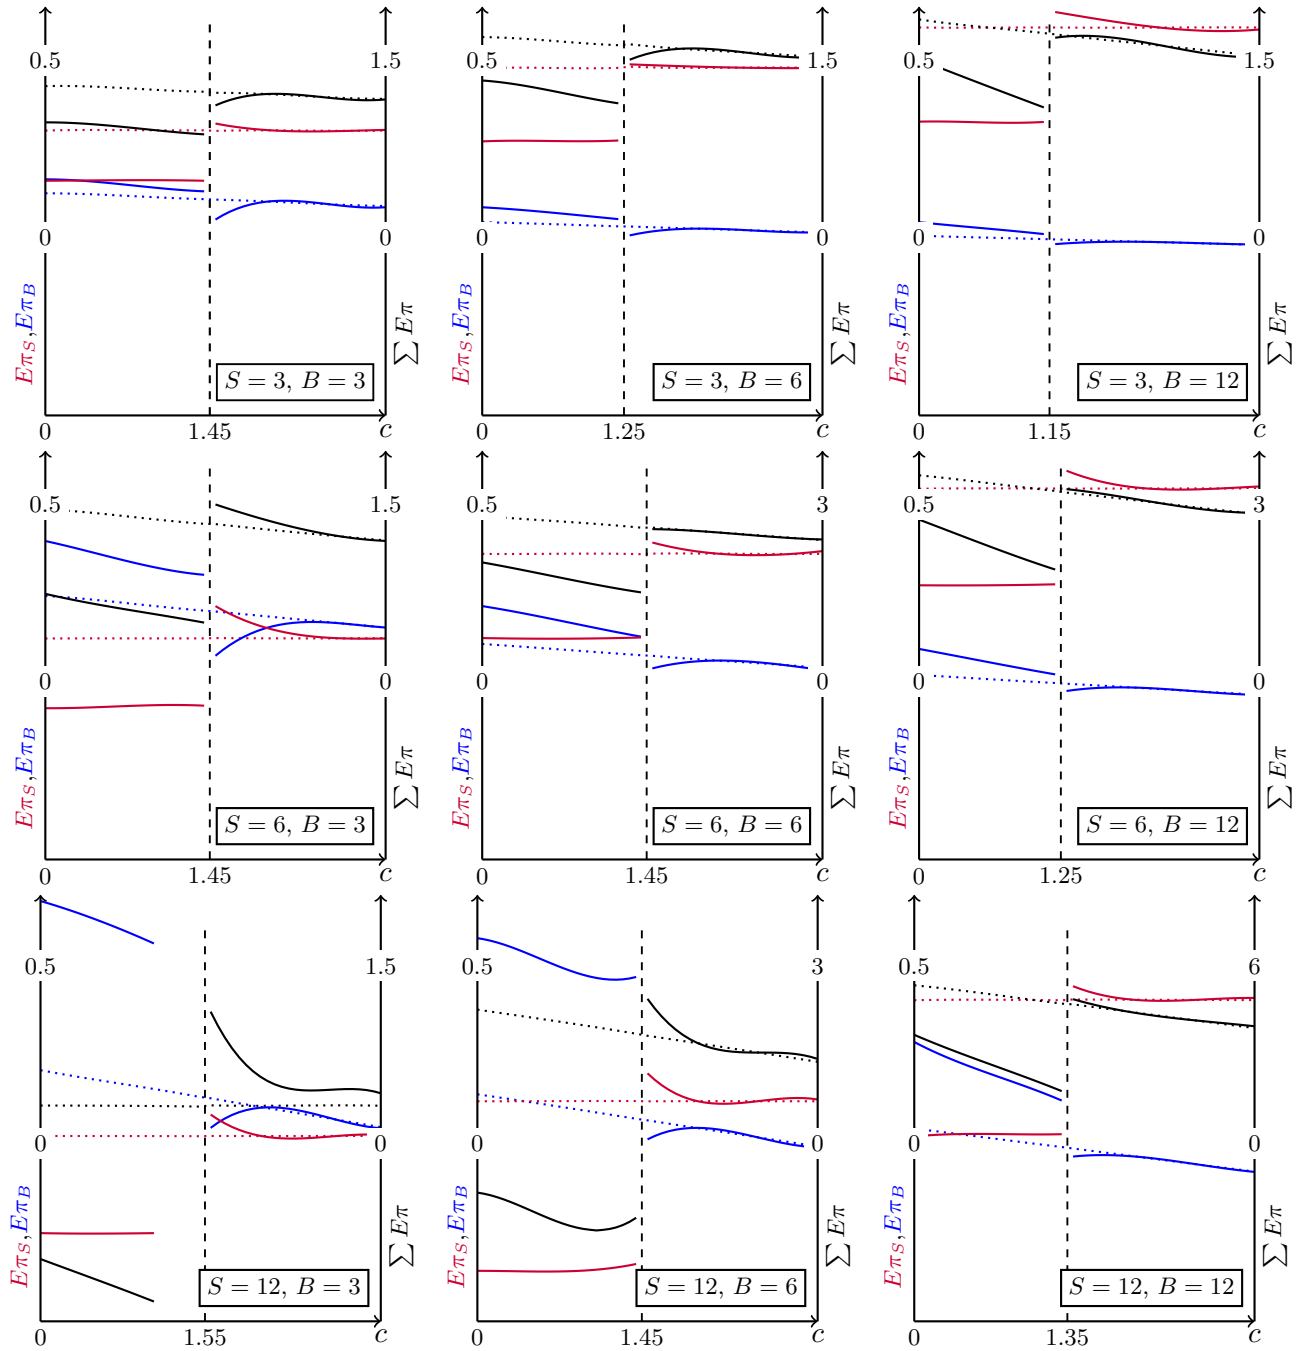 0.5 1.5 0.5 1.5 0.5 1.5
0 0 0 0 0 0
EπS,EπB ∑ Eπ EπS,EπB ∑ Eπ EπS,EπB ∑ Eπ
S = 3, B = 3 S = 3, B = 6 S = 3, B = 12
0 1.45 c 0 1.25 c 0 1.15 c
0.5 1.5 0.5 3 0.5 3
0 0 0 0 0 0
EπS,EπB ∑ Eπ EπS,EπB ∑ Eπ EπS,EπB ∑ Eπ
S = 6, B = 3 S = 6, B = 6 S = 6, B = 12
0 1.45 c 0 1.45 c 0 1.25 c
0.5 1.5 0.5 3 0.5 6
0 0 0 0 0 0
EπS,EπB ∑ Eπ EπS,EπB ∑ Eπ EπS,EπB ∑ Eπ
S = 12, B = 3 S = 12, B = 6 S = 12, B = 12
0 1.55 c 0 1.45 c 0 1.35 c